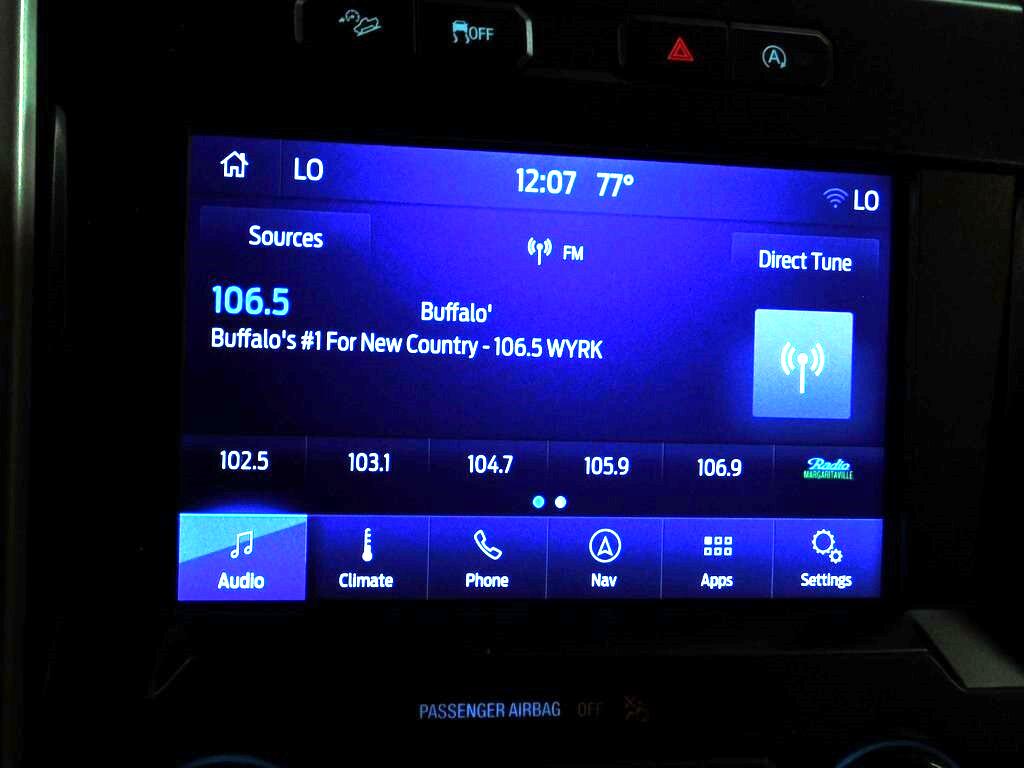 OFF
A
LO
12:07 77°
LO
Sources
FM
Direct Tune
106.5
Buffalo'
Buffalo's #1 For New Country - 106.5 WYRK
102.5
103.1
104.7
105.9
106.9
Radio
MARGARITAVILLE
Audio
Climate
Phone
Nav
Apps
Settings
PASSENGER AIRBAG OFF